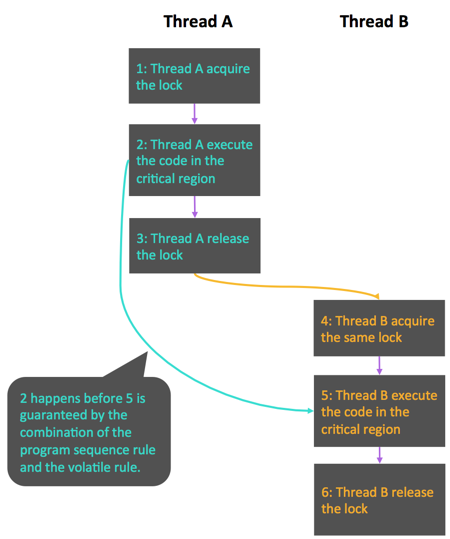 Thread A
Thread B
1: Thread A acquire
the lock
2: Thread A execute
the code in the
critical region
3: Thread A release
the lock
4: Thread B acquire
the same lock
5: Thread B execute
the code in the
critical region
2 happens before 5 is
guaranteed by the
combination of the
program sequence rule
and the volatile rule.
6: Thread B release
the lock